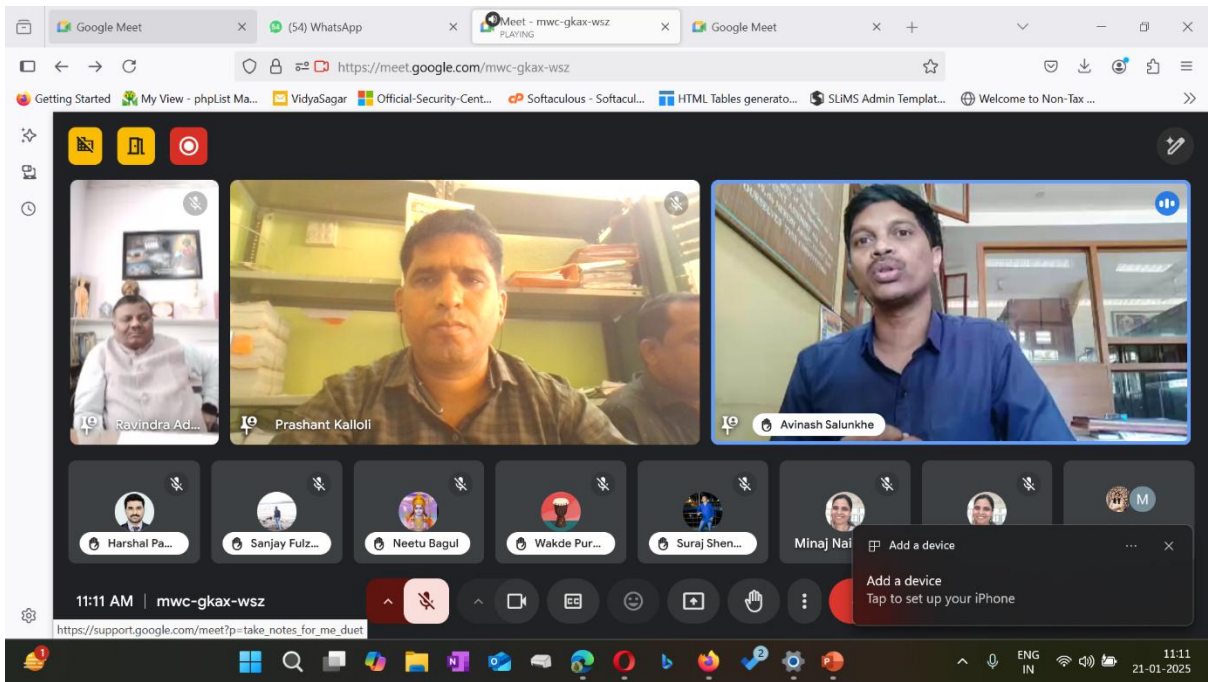 Google Meet
(54) WhatsApp
Meet - mwc-gkax-wsz
PLAYING
Google Meet
https://meet.google.com/mwc-gkax-wsz
Getting Started
My View - phpList Ma...
VidyaSagar
Official-Security-Cent...
Softaculous - Softacul...
HTML Tables generato...
SLiMS Admin Templat...
Welcome to Non-Tax ...
Ravindra Ad...
Prashant Kalloli
Avinash Salunkhe
M
Harshal Pa...
Sanjay Fulz...
Neetu Bagul
Wakde Pur...
Suraj Shen...
Minaj Nai
Add a device
Add a device
Tap to set up your iPhone
11:11 AM | mwc-gkax-wsz
CC
https://support.google.com/meet?p=take_notes_for_me_duet
1
2
ENG
IN
11:11
21-01-2025